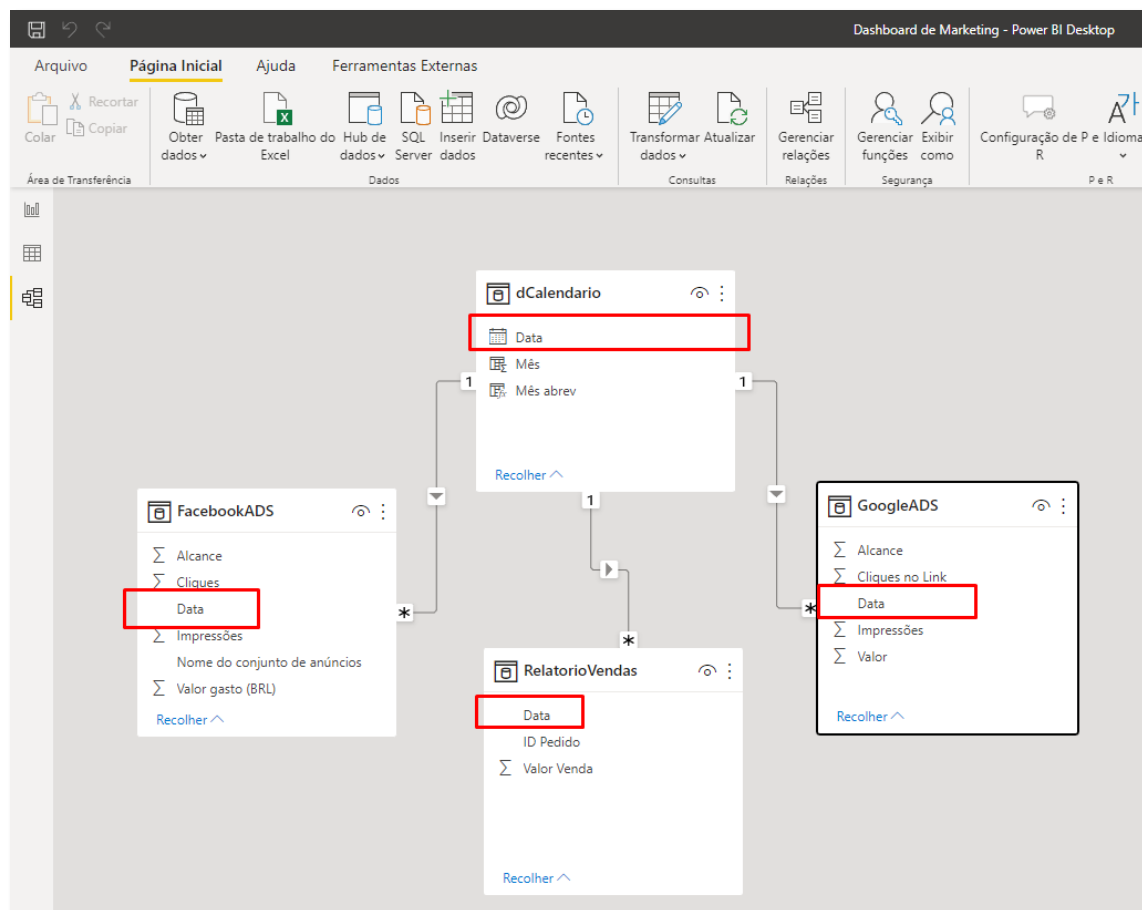 Dashboard de Marketing - Power BI Desktop
Arquivo Página Inicial Ajuda Ferramentas Externas
Colar
Recortar
Copiar
Área de Transferência
Obter dados
Pasta de trabalho do Excel
Hub de dados
SQL Server
Inserir dados
Dataverse
Fontes recentes
Dados
Transformar dados
Atualizar
Consultas
Gerenciar relações
Relações
Gerenciar funções
Exibir como
Segurança
Configuração de P e R
Idioma
P e R
dCalendario
Data
Mês
Mês abrev
Recolher
1
1
1
FacebookADS
Alcance
Cliques
Data
Impressões
Nome do conjunto de anúncios
Valor gasto (BRL)
Recolher
*
GoogleADS
Alcance
Cliques no Link
Data
Impressões
Valor
Recolher
*
*
RelatorioVendas
Data
ID Pedido
Valor Venda
Recolher